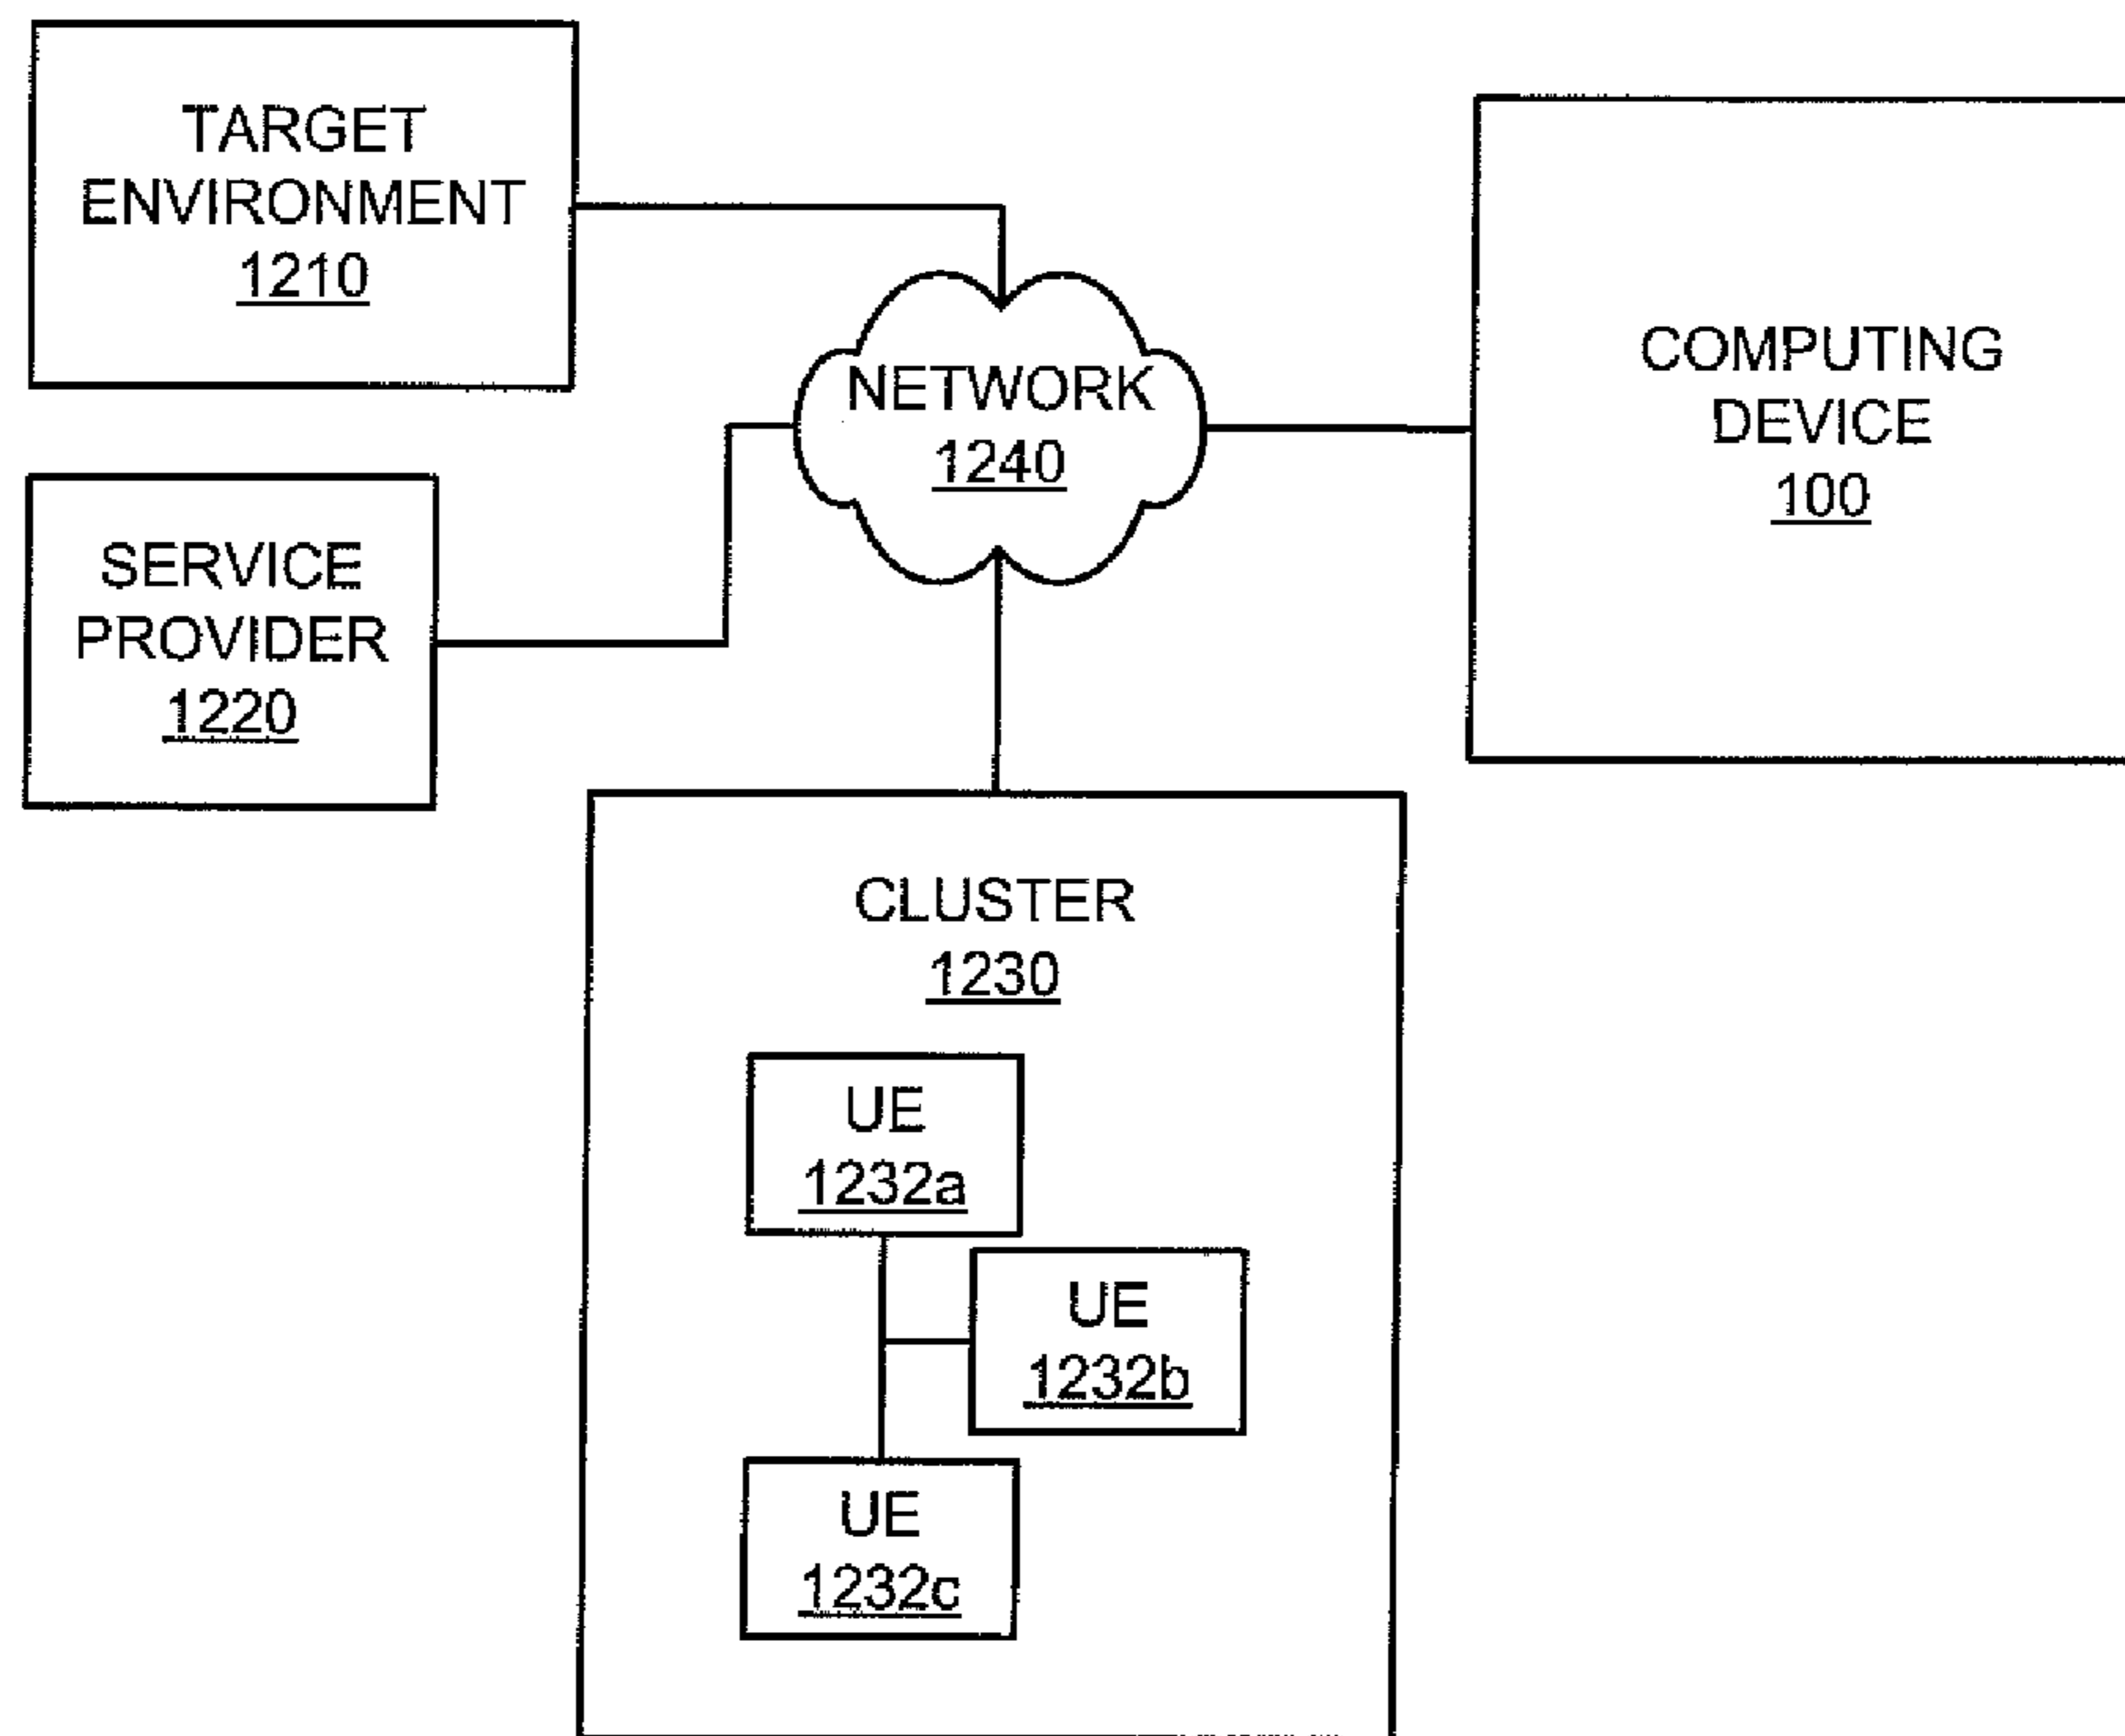 TARGET
ENVIRONMENT
1210
SERVICE
PROVIDER
1220
NETWORK
1240
COMPUTING
DEVICE
100
CLUSTER
1230
UE
1232a
UE
1232b
UE
1232c